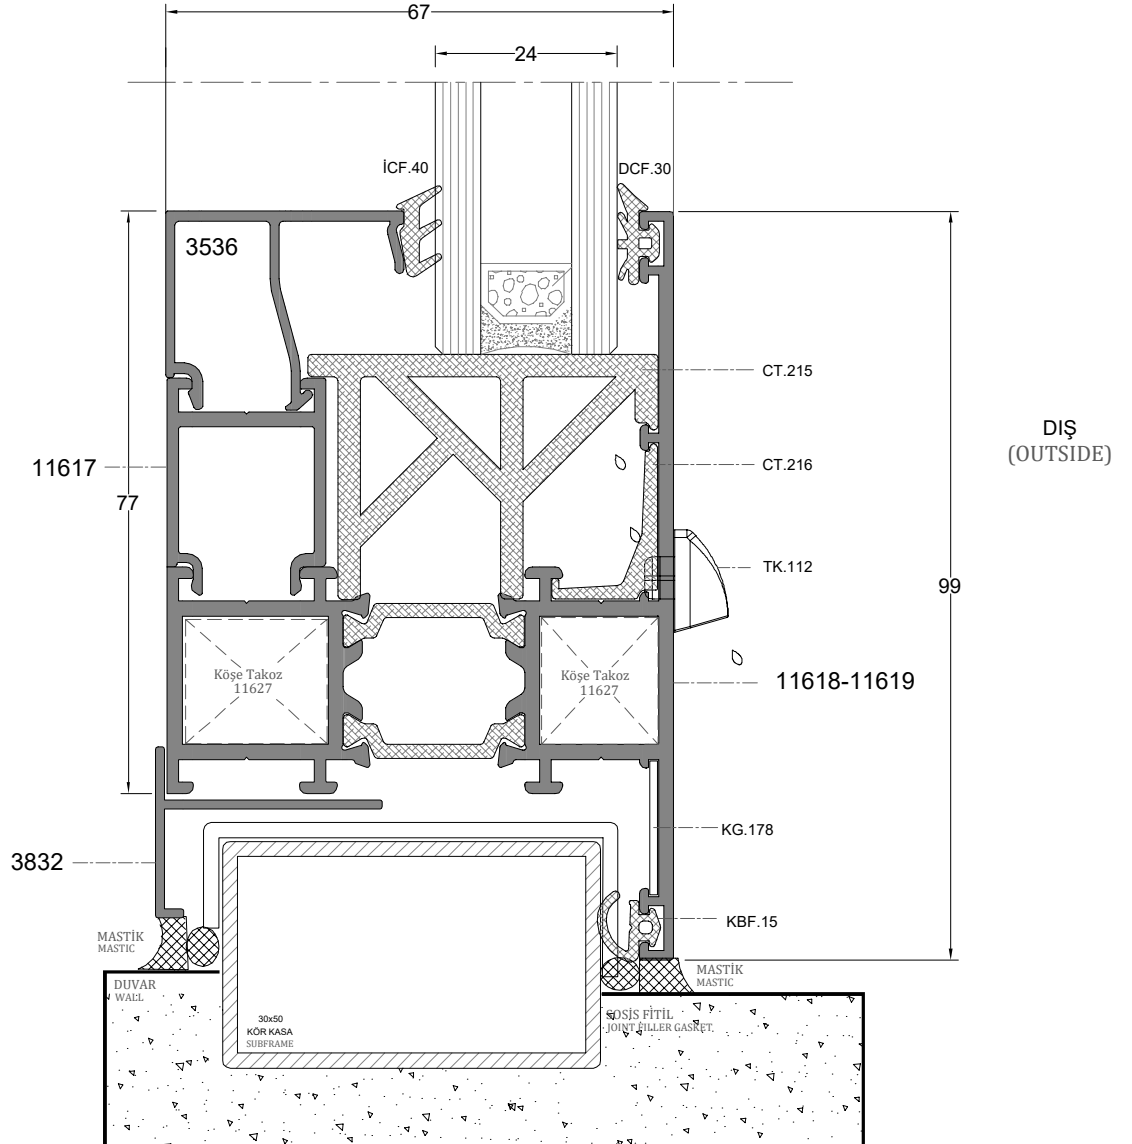 67
24
İCF.40
DCF.30
3536
CT.215
DIŞ
(OUTSIDE)
11617
CT.216
77
TK.112
99
Köşe Takoz
11627
Köşe Takoz
11627
11618-11619
KG.178
3832
KBF.15
MASTİK
MASTIC
MASTİK
MASTIC
DUVAR
WALL
30x50
KÖR KASA
SUBFRAME
SOSİS FİTİL
JOINT FILLER GASKET